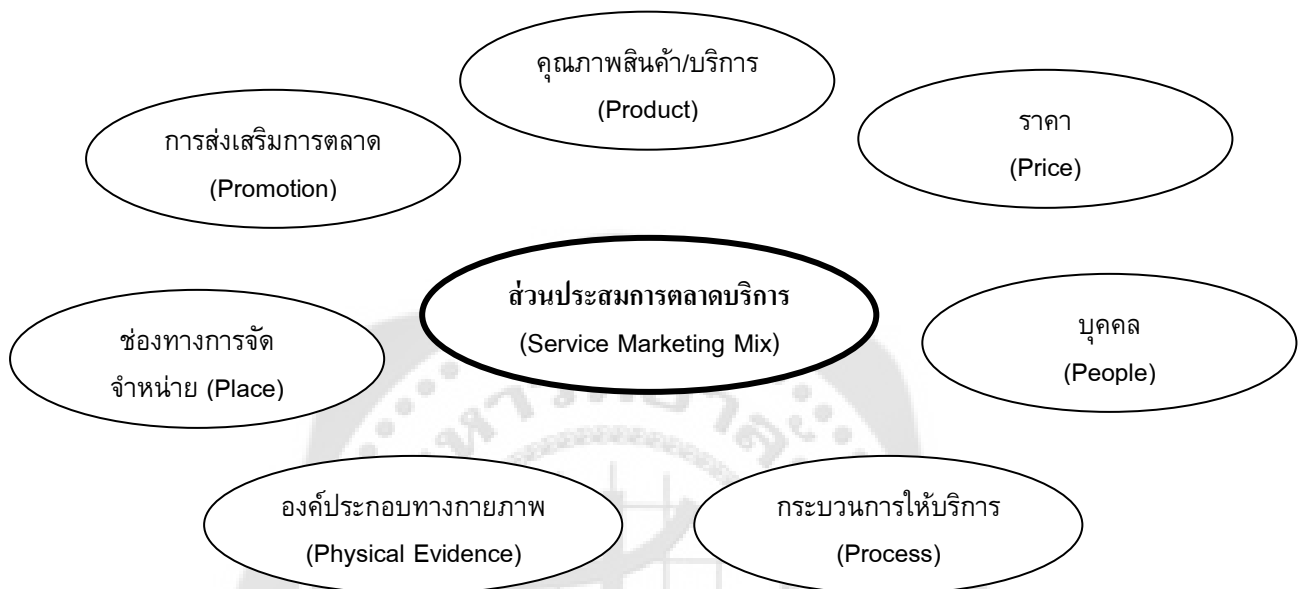 คุณภาพสินค้า/บริการ
(Product)
การส่งเสริมการตลาด
(Promotion)
ราคา
(Price)
ส่วนประสมการตลาดบริการ
(Service Marketing Mix)
ช่องทางการจัด
จำหน่าย (Place)
บุคคล
(People)
องค์ประกอบทางกายภาพ
(Physical Evidence)
กระบวนการให้บริการ
(Process)